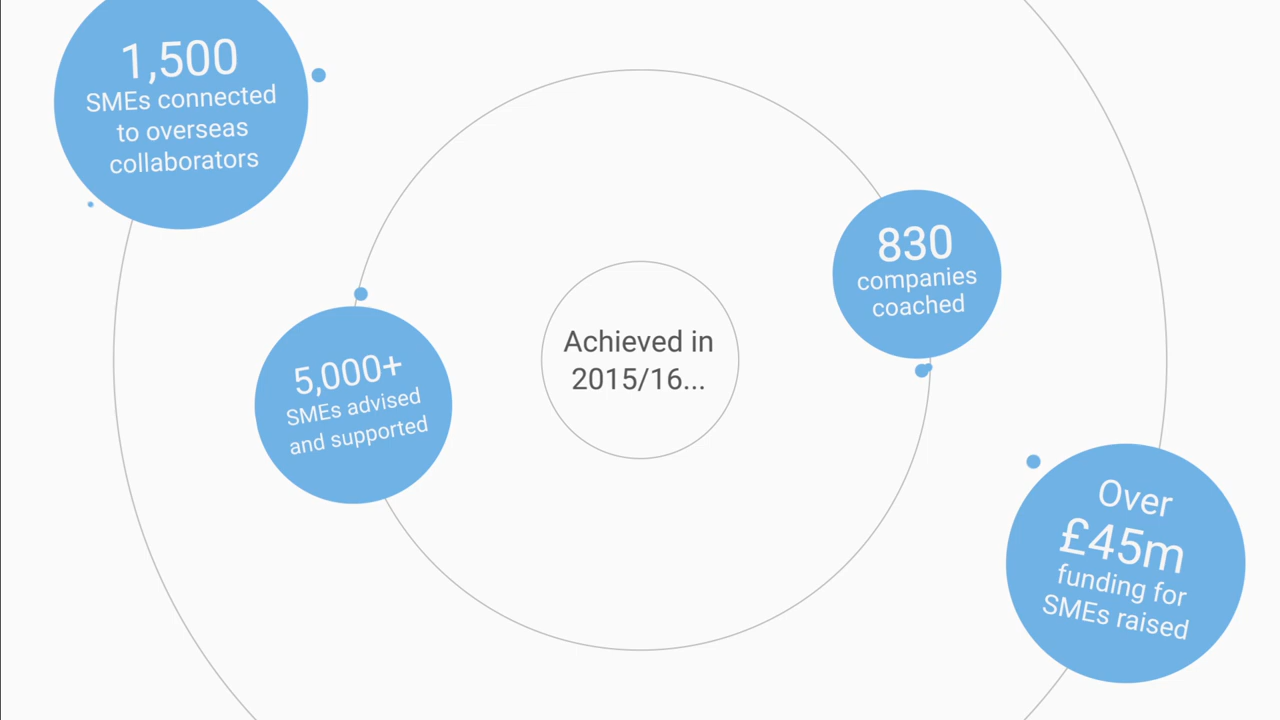 1,500
SMEs connected
to overseas
collaborators
830
companies
coached
Achieved in
2015/16...
5,000+
SMEs advised
and supported
Over
£45m
funding for
SMEs raised